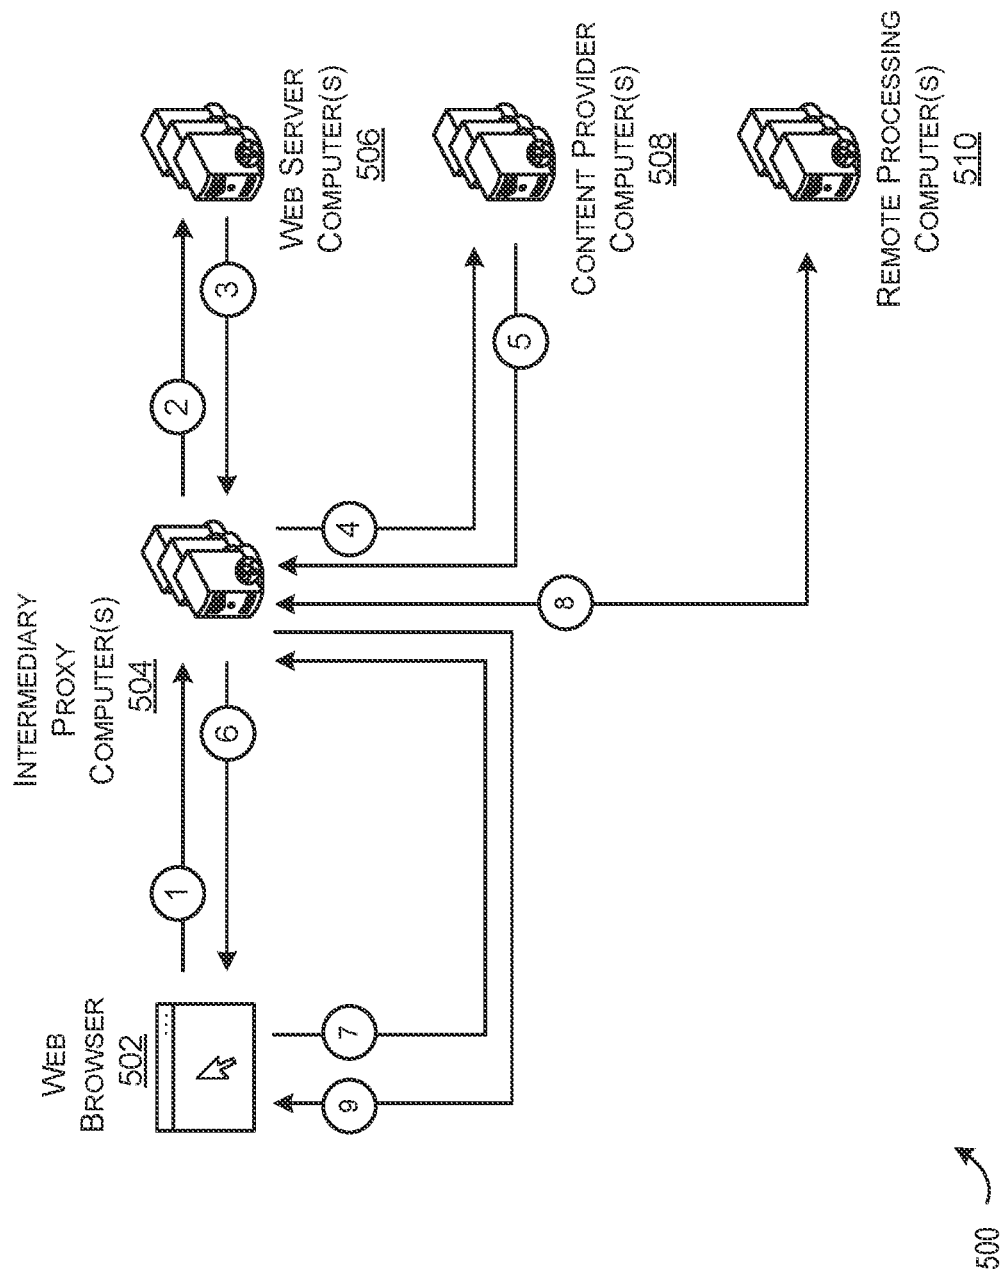 WEB
BROWSER
502
INTERMEDIARY
PROXY
COMPUTER(S)
504
WEB SERVER
COMPUTER(S)
506
CONTENT PROVIDER
COMPUTER(S)
508
REMOTE PROCESSING
COMPUTER(S)
510
1
2
3
4
5
6
7
8
9
500